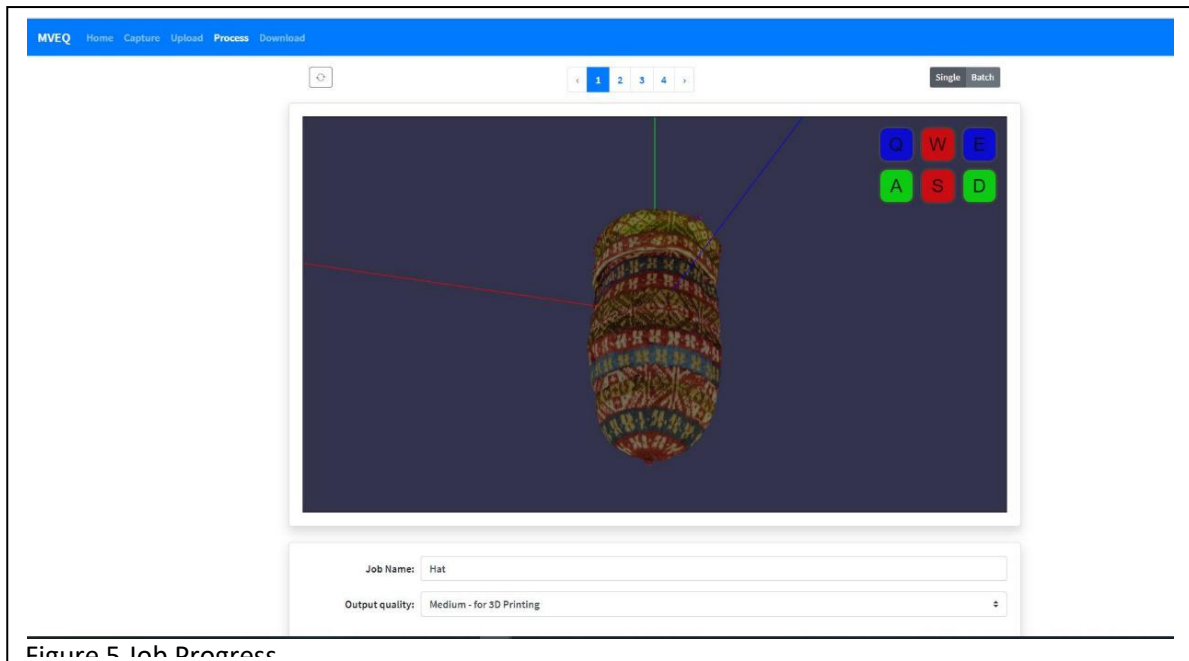 MVEQ Home Capture Upload Process Download
‹ 1 2 3 4 ›
Single Batch
Q W E
A S D
Job Name: Hat
Output quality: Medium - for 3D Printing
Figure 5 Job Progress